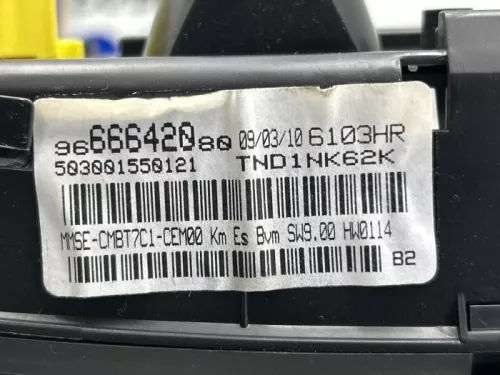 9666642080 09/03/10 6103HR
503001550121 TND1NK62K
MMSE-CMBT7C1-CEM00 Km Es Bvm SW9.00 HW0114
B2